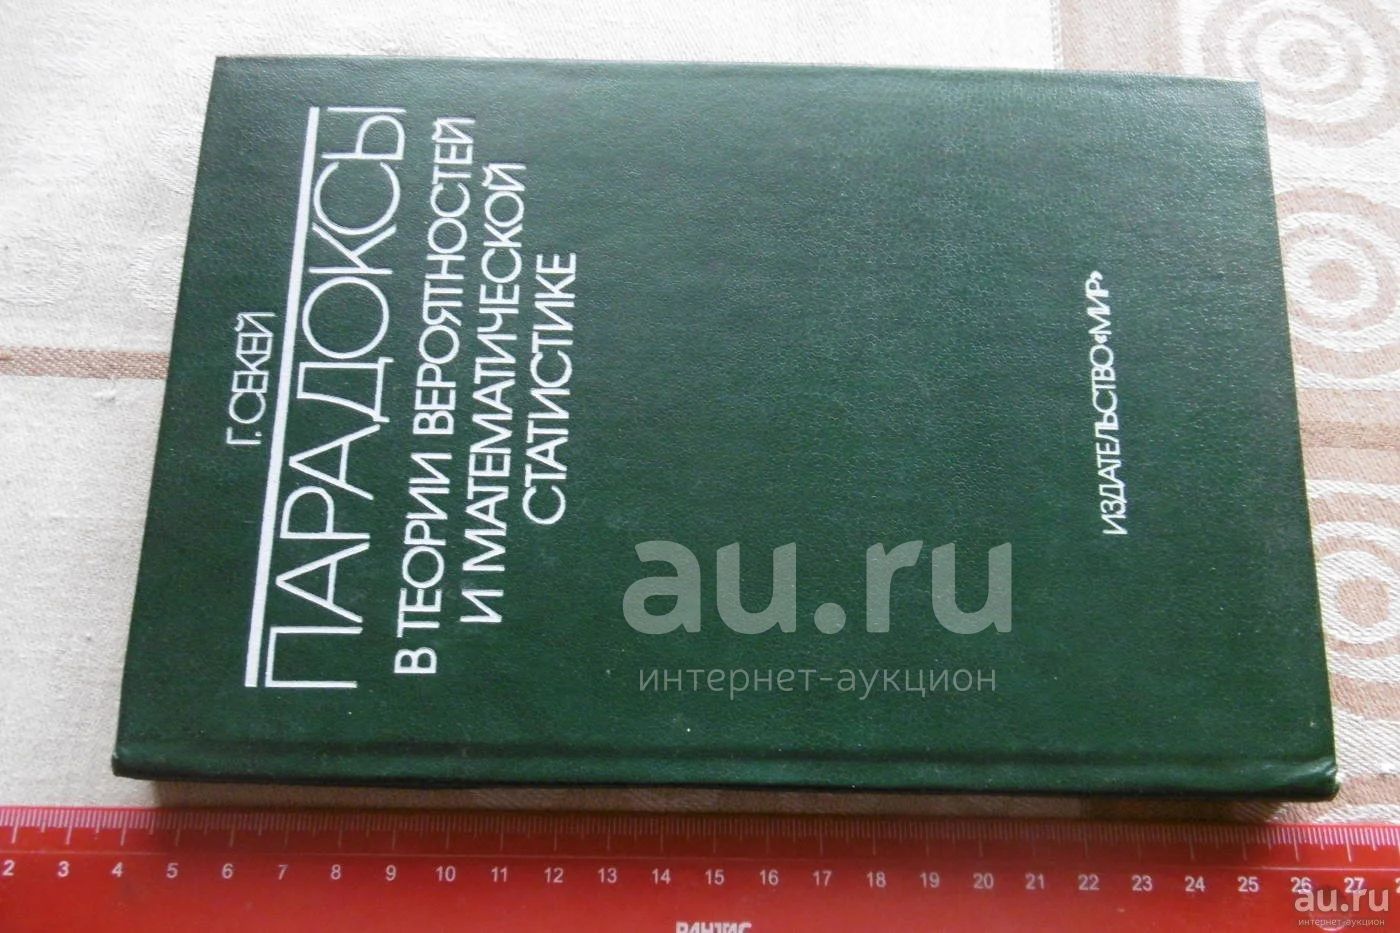 Г. СЕКЕЙ
ПАРАДОКСЫ
В ТЕОРИИ ВЕРОЯТНОСТЕЙ
И МАТЕМАТИЧЕСКОЙ
СТАТИСТИКЕ
ИЗДАТЕЛЬСТВО «МИР»
au.ru
интернет-аукцион
2 3 4 5 6 7 8 9 10 11 12 13 14 15 16 17 18 19 20 21 22 23 24 25 26 27
au.ru
интернет-аукцион